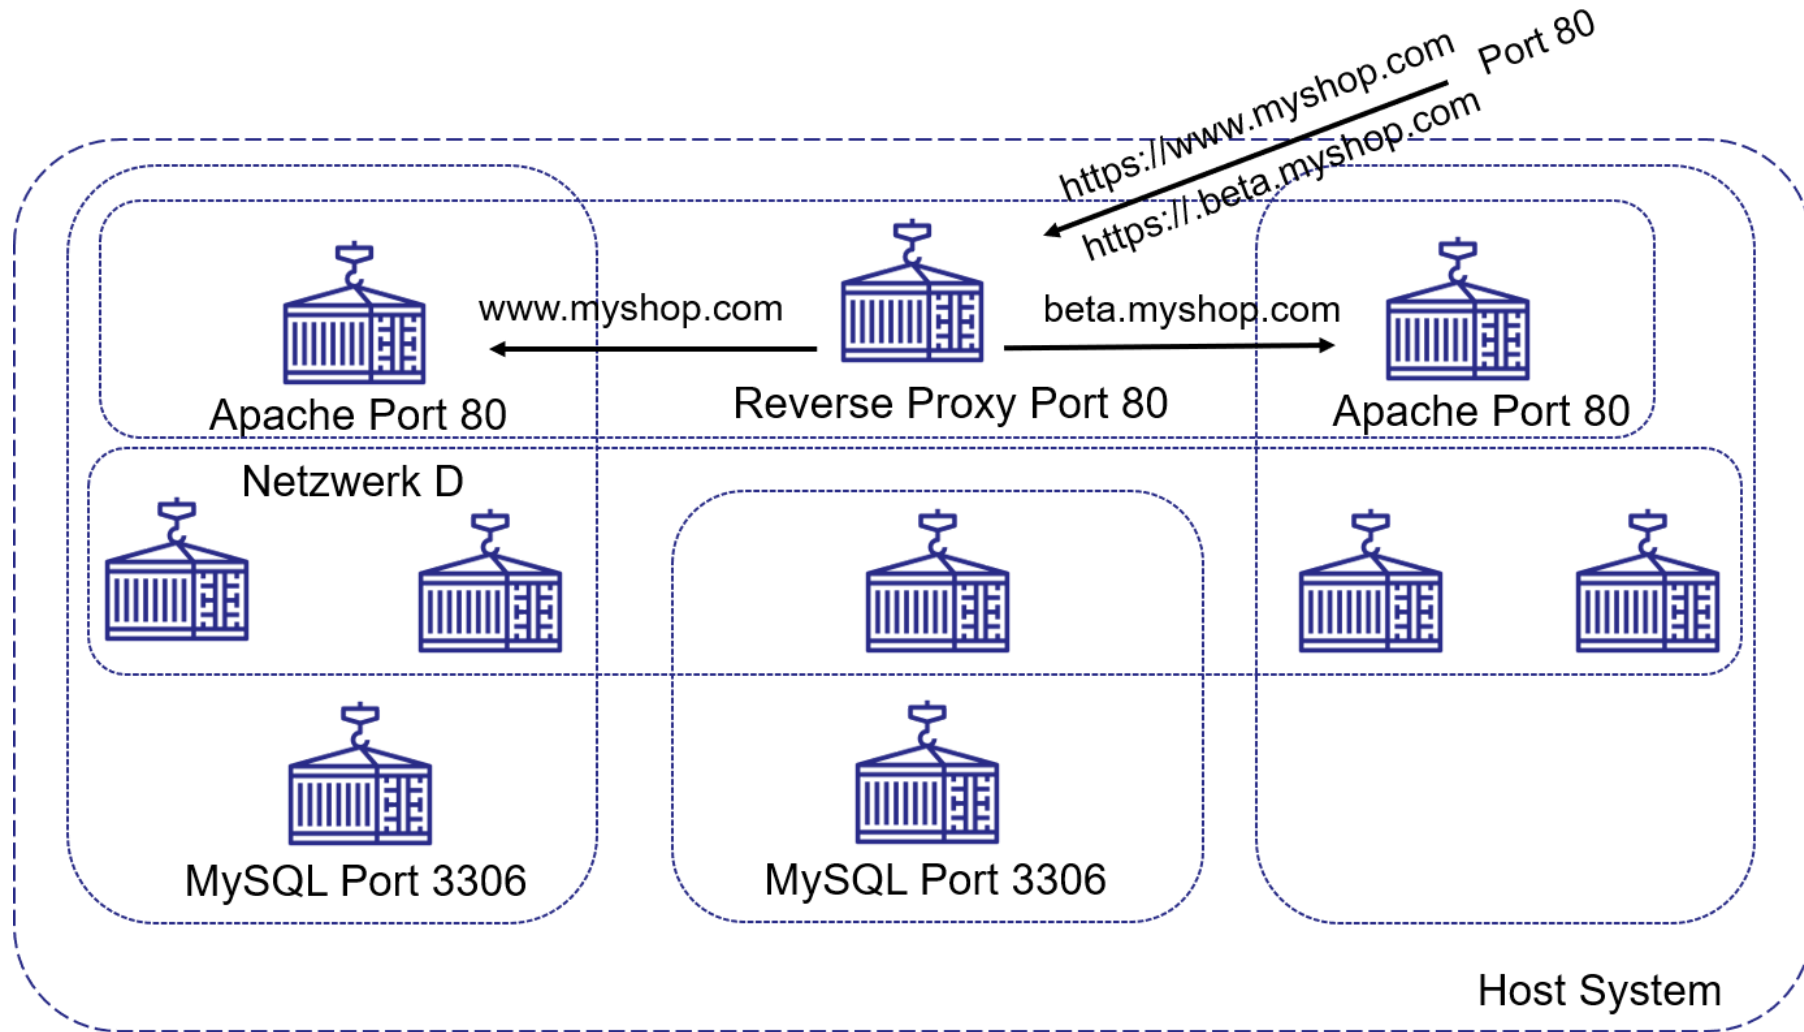 https://www.myshop.com
Port 80
https://.beta.myshop.com
www.myshop.com
beta.myshop.com
Apache Port 80
Reverse Proxy Port 80
Apache Port 80
Netzwerk D
MySQL Port 3306
MySQL Port 3306
Host System